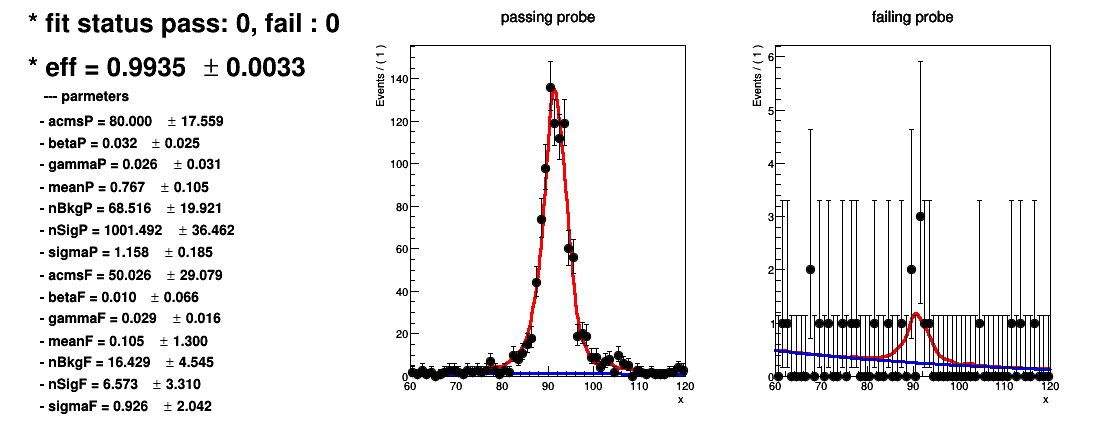 * fit status pass: 0, fail : 0
* eff = 0.9935 ± 0.0033
--- parmeters
- acmsP = 80.000 ± 17.559
- betaP = 0.032 ± 0.025
- gammaP = 0.026 ± 0.031
- meanP = 0.767 ± 0.105
- nBkgP = 68.516 ± 19.921
- nSigP = 1001.492 ± 36.462
- sigmaP = 1.158 ± 0.185
- acmsF = 50.026 ± 29.079
- betaF = 0.010 ± 0.066
- gammaF = 0.029 ± 0.016
- meanF = 0.105 ± 1.300
- nBkgF = 16.429 ± 4.545
- nSigF = 6.573 ± 3.310
- sigmaF = 0.926 ± 2.042
passing probe
Events / ( 1 )
140
120
100
80
60
40
20
0
60 70 80 90 100 110 120
x
failing probe
Events / ( 1 )
6
5
4
3
2
1
0
60 70 80 90 100 110 120
x